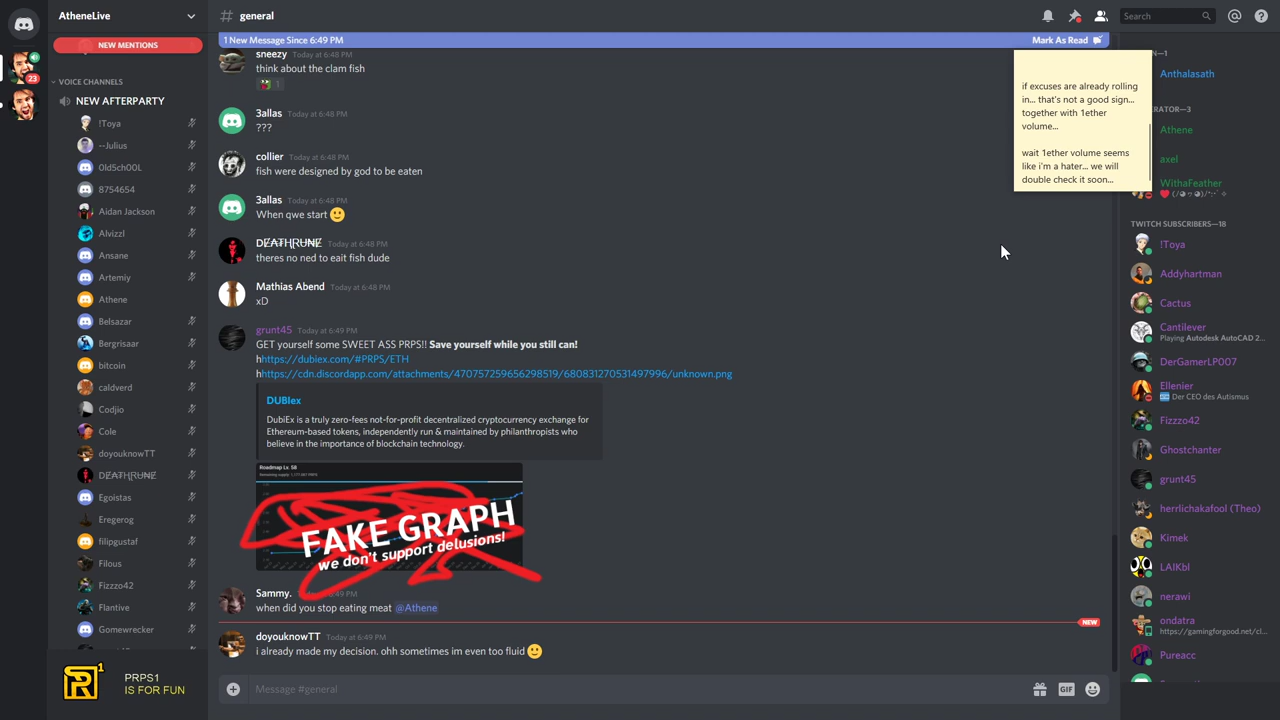 AtheneLive
general
Search
NEW MENTIONS
1 New Message Since 6:49 PM
Mark As Read
VOICE CHANNELS
NEW AFTERPARTY
!Toya
--Julius
0ld5ch00L
8754654
Aidan Jackson
Alvizzl
Ansane
Artemiy
Athene
Belsazar
Bergrisaar
bitcoin
caldverd
Codjio
Cole
doyouknowTT
DEATHRUNE
Egoistas
Eregerog
filipgustaf
Filous
Fizzzo42
Flantive
Gomewrecker
PRPS1
IS FOR FUN
sneezy Today at 6:48 PM
think about the clam fish
1
3allas Today at 6:48 PM
???
collier Today at 6:48 PM
fish were designed by god to be eaten
3allas Today at 6:48 PM
When qwe start 🙂
DEATHRUNE Today at 6:48 PM
theres no ned to eait fish dude
Mathias Abend Today at 6:48 PM
xD
grunt45 Today at 6:49 PM
GET yourself some SWEET ASS PRPS!! Save yourself while you still can!
hhttps://dubiex.com/#PRPS/ETH
hhttps://cdn.discordapp.com/attachments/470757259656298519/680831270531497996/unknown.png
DUBIex
DubiEx is a truly zero-fees not-for-profit decentralized cryptocurrency exchange for
Ethereum-based tokens, independently run & maintained by philanthropists who
believe in the importance of blockchain technology.
Roadmap Lv. 58
FAKE GRAPH
we don't support delusions!
Sammy. 6:49 PM
when did you stop eating meat @Athene
NEW
doyouknowTT Today at 6:49 PM
i already made my decision. ohh sometimes im even too fluid 🙂
Message #general
GIF
if excuses are already rolling
in... that's not a good sign...
together with 1ether
volume...
wait 1ether volume seems
like i'm a hater... we will
double check it soon...
N—1
Anthalasath
ERATOR—3
Athene
axel
WithaFeather
TWITCH SUBSCRIBERS—18
!Toya
Addyhartman
Cactus
Cantilever
Playing Autodesk AutoCAD 2...
DerGamerLP007
Ellenier
Der CEO des Autismus
Fizzzo42
Ghostchanter
grunt45
herrlichakafool (Theo)
Kimek
LAIKbl
nerawi
ondatra
https://gamingforgood.net/cl...
Pureacc
23